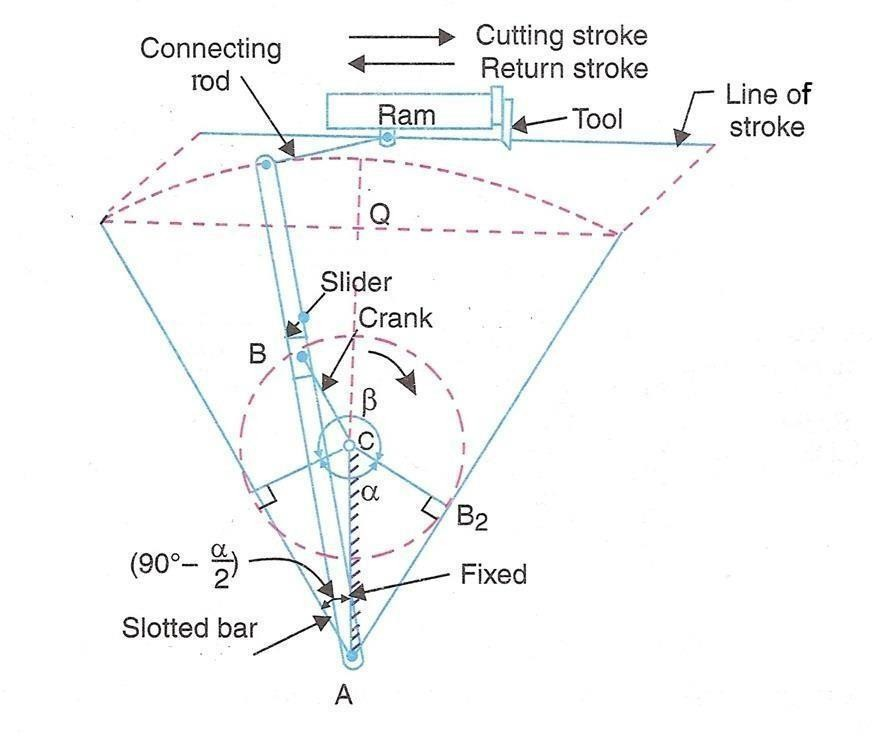 Cutting stroke
Return stroke
Connecting
rod
Ram
Tool
Line of
stroke
Q
Slider
Crank
B
β
C
α
B2
(90°– α/2)
Fixed
Slotted bar
A